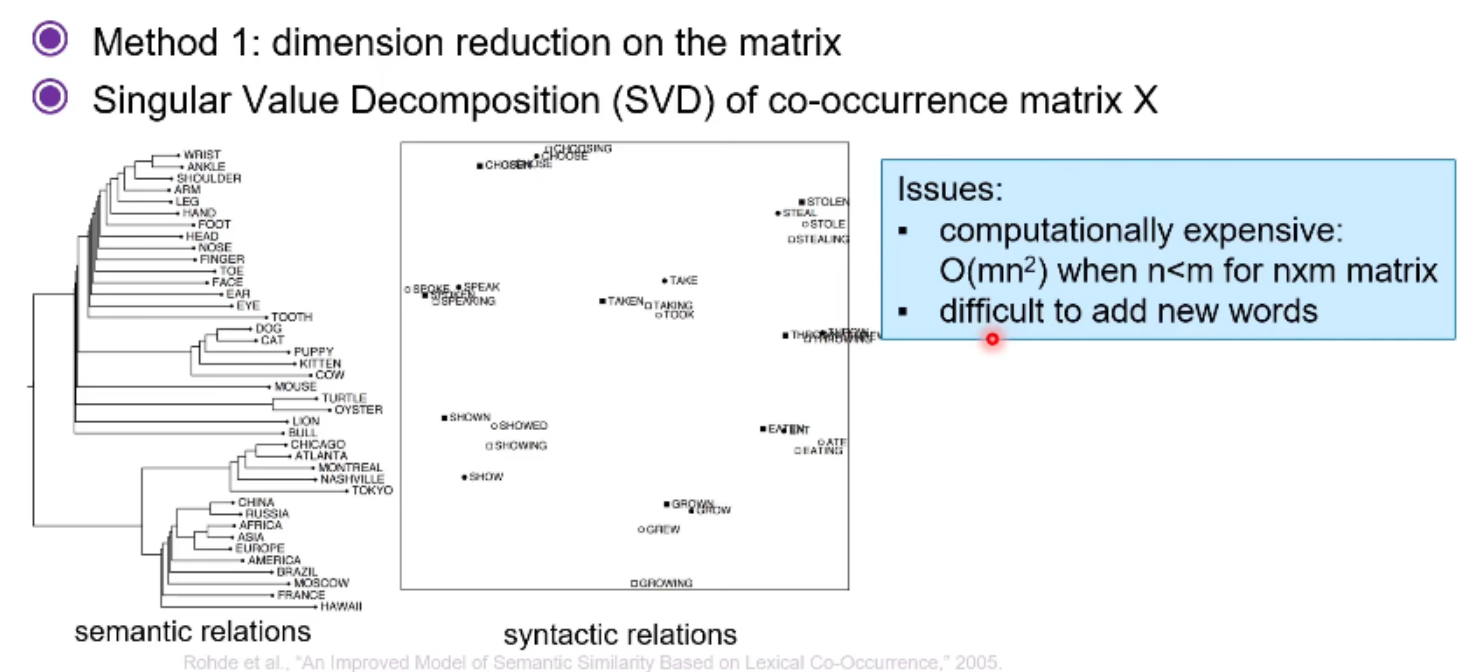 Method 1: dimension reduction on the matrix
Singular Value Decomposition (SVD) of co-occurrence matrix X
WRIST
ANKLE
SHOULDER
ARM
LEG
HAND
FOOT
HEAD
NOSE
FINGER
TOE
FACE
EAR
EYE
TOOTH
DOG
CAT
PUPPY
KITTEN
COW
MOUSE
TURTLE
OYSTER
LION
BULL
CHICAGO
ATLANTA
MONTREAL
NASHVILLE
TOKYO
CHINA
RUSSIA
AFRICA
ASIA
EUROPE
AMERICA
BRAZIL
MOSCOW
FRANCE
HAWAII
semantic relations
CHOOSING
CHOOSE
CHOSEN
STOLEN
STEAL
STOLE
STEALING
TAKE
SPEAK
SPOKE
SPEAKING
TAKEN
TAKING
TOOK
THROWING
SHOWN
SHOWED
SHOWING
SHOW
EATEN
EATING
GROWN
GROW
GREW
GROWING
syntactic relations
Issues:
▪ computationally expensive:
O(mn²) when n<m for nxm matrix
▪ difficult to add new words
Rohde et al., “An Improved Model of Semantic Similarity Based on Lexical Co-Occurrence,” 2005.